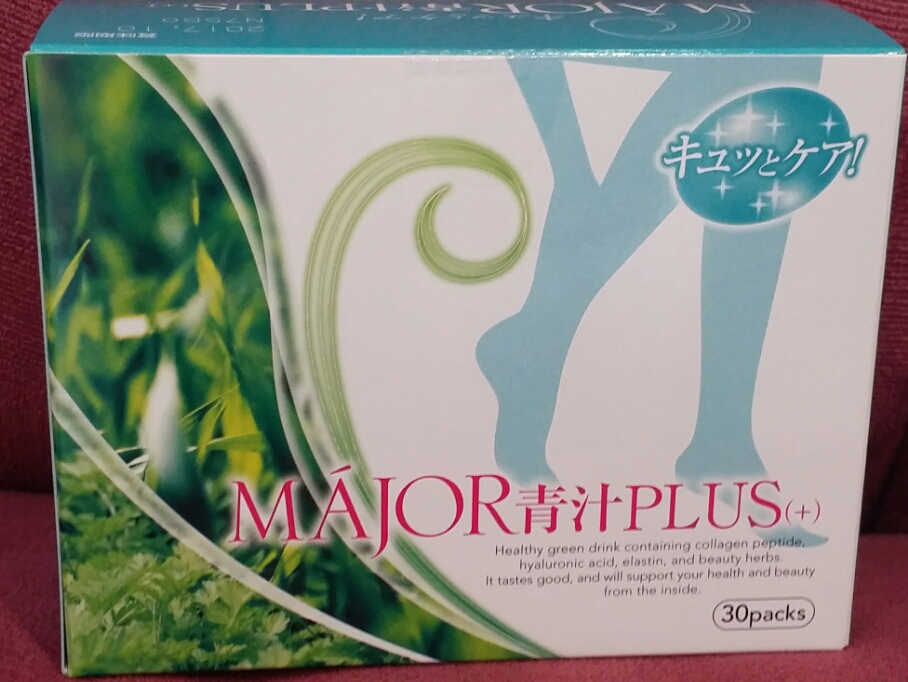 キュッとケア!
MÁJOR青汁PLUS(+)
Healthy green drink containing collagen peptide,
hyaluronic acid, elastin, and beauty herbs.
It tastes good, and will support your health and beauty
from the inside.
30packs